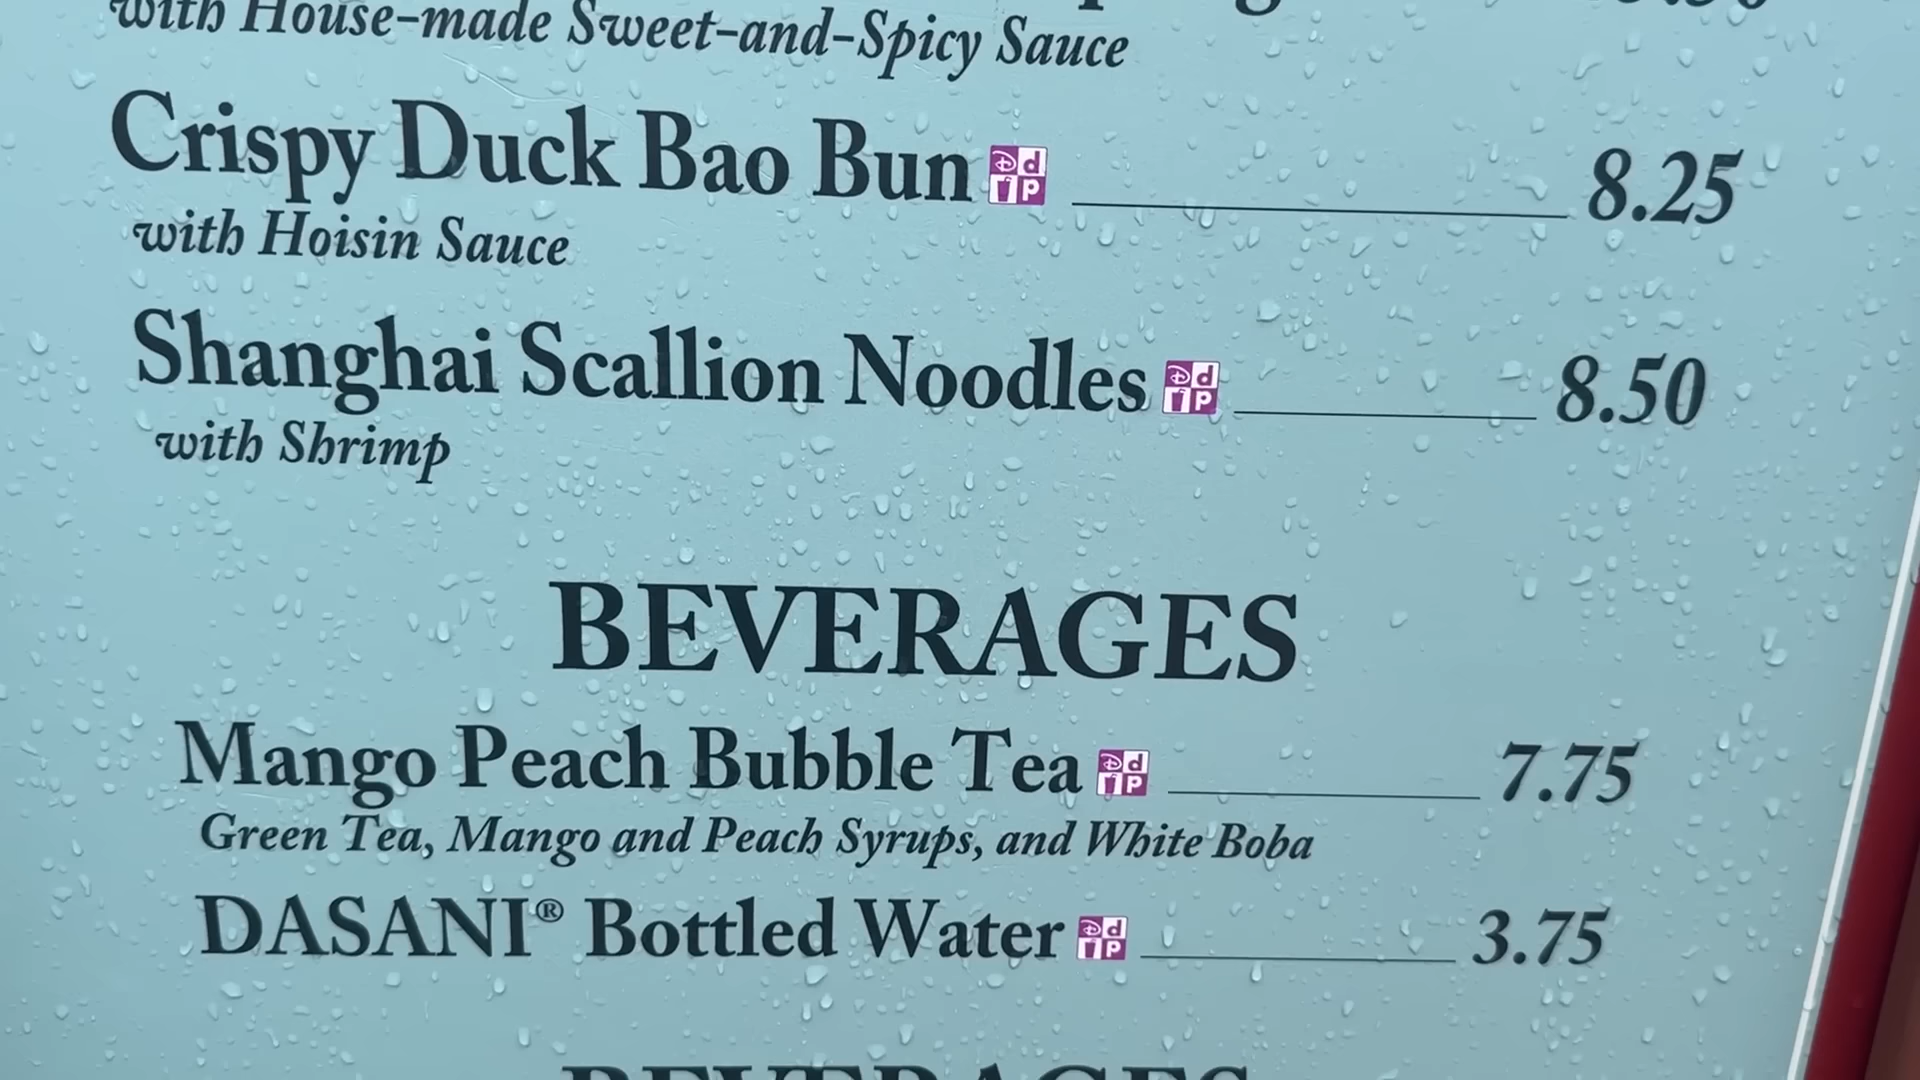 with House-made Sweet-and-Spicy Sauce
Crispy Duck Bao Bun 8.25
with Hoisin Sauce
Shanghai Scallion Noodles 8.50
with Shrimp
BEVERAGES
Mango Peach Bubble Tea 7.75
Green Tea, Mango and Peach Syrups, and White Boba
DASANI® Bottled Water 3.75
BEVERAGES